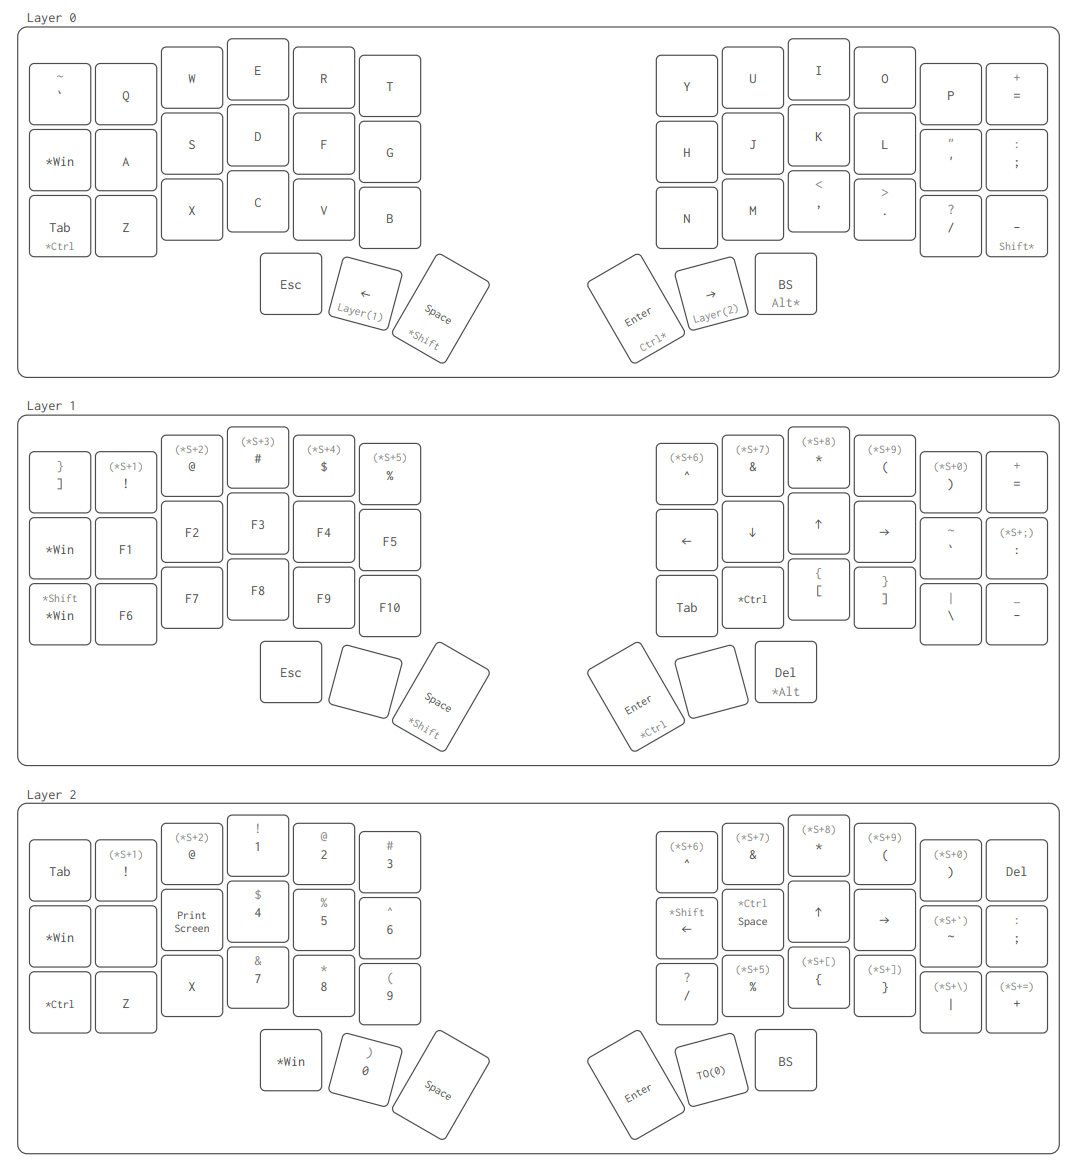 Layer 0
~ ` Q W E R T Y U I O P + =
*Win A S D F G H J K L " ' : ;
Tab *Ctrl Z X C V B N M < , > . ? / - Shift*
Esc ← Layer(1) Space *Shift Enter Ctrl* → Layer(2) BS Alt*
Layer 1
} ] (*S+1) ! (*S+2) @ (*S+3) # (*S+4) $ (*S+5) % (*S+6) ^ (*S+7) & (*S+8) * (*S+9) ( (*S+0) ) + =
*Win F1 F2 F3 F4 F5 ← ↓ ↑ → ~ ` (*S+;) :
*Shift *Win F6 F7 F8 F9 F10 Tab *Ctrl { [ } ] | \ _ -
Esc Space *Shift Enter *Ctrl Del *Alt
Layer 2
Tab (*S+1) ! (*S+2) @ ! 1 @ 2 # 3 (*S+6) ^ (*S+7) & (*S+8) * (*S+9) ( (*S+0) ) Del
*Win Print Screen $ 4 % 5 ^ 6 *Shift ← *Ctrl Space ↑ → (*S+`) ~ : ;
*Ctrl Z X & 7 * 8 ( 9 ? / (*S+5) % (*S+[) { (*S+]) } (*S+\) | (*S+=) +
*Win ) 0 Space Enter TO(0) BS